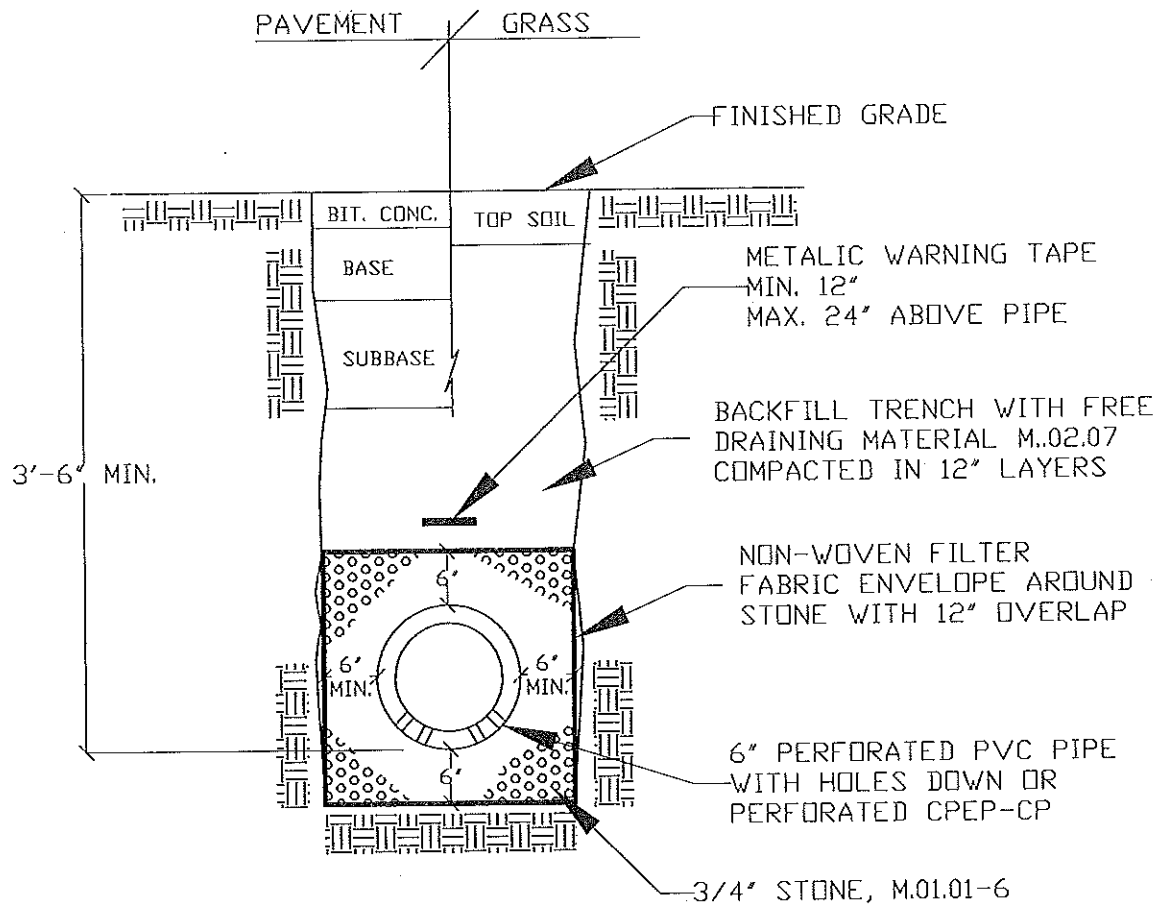 PAVEMENT
GRASS
FINISHED GRADE
BIT. CONC.
TOP SOIL
BASE
SUBBASE
METALIC WARNING TAPE
MIN. 12"
MAX. 24" ABOVE PIPE
BACKFILL TRENCH WITH FREE
DRAINING MATERIAL M..02.07
COMPACTED IN 12" LAYERS
3'-6" MIN.
NON-WOVEN FILTER
FABRIC ENVELOPE AROUND
STONE WITH 12" OVERLAP
6"
6"
MIN.
6"
MIN.
6"
6" PERFORATED PVC PIPE
WITH HOLES DOWN OR
PERFORATED CPEP-CP
3/4" STONE, M.01.01-6